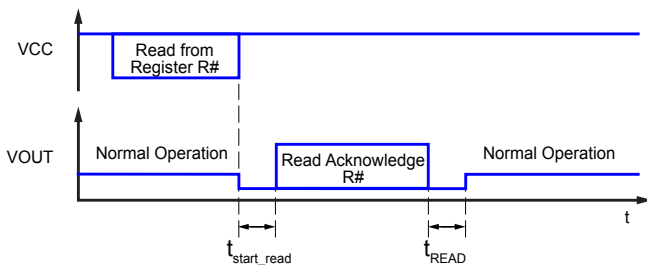 VCC
Read from
Register R#
VOUT
Normal Operation
Read Acknowledge
R#
Normal Operation
t
tstart_read
tREAD